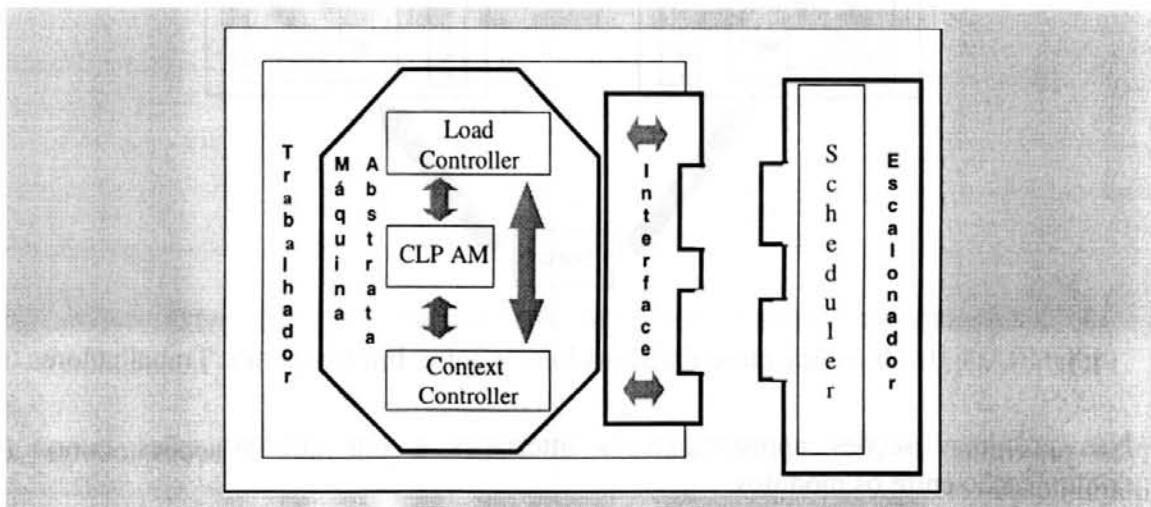 Trabalhador
Máquina
Abstrata
Load
Controller
CLP AM
Context
Controller
Interface
Scheduler
Escalonador